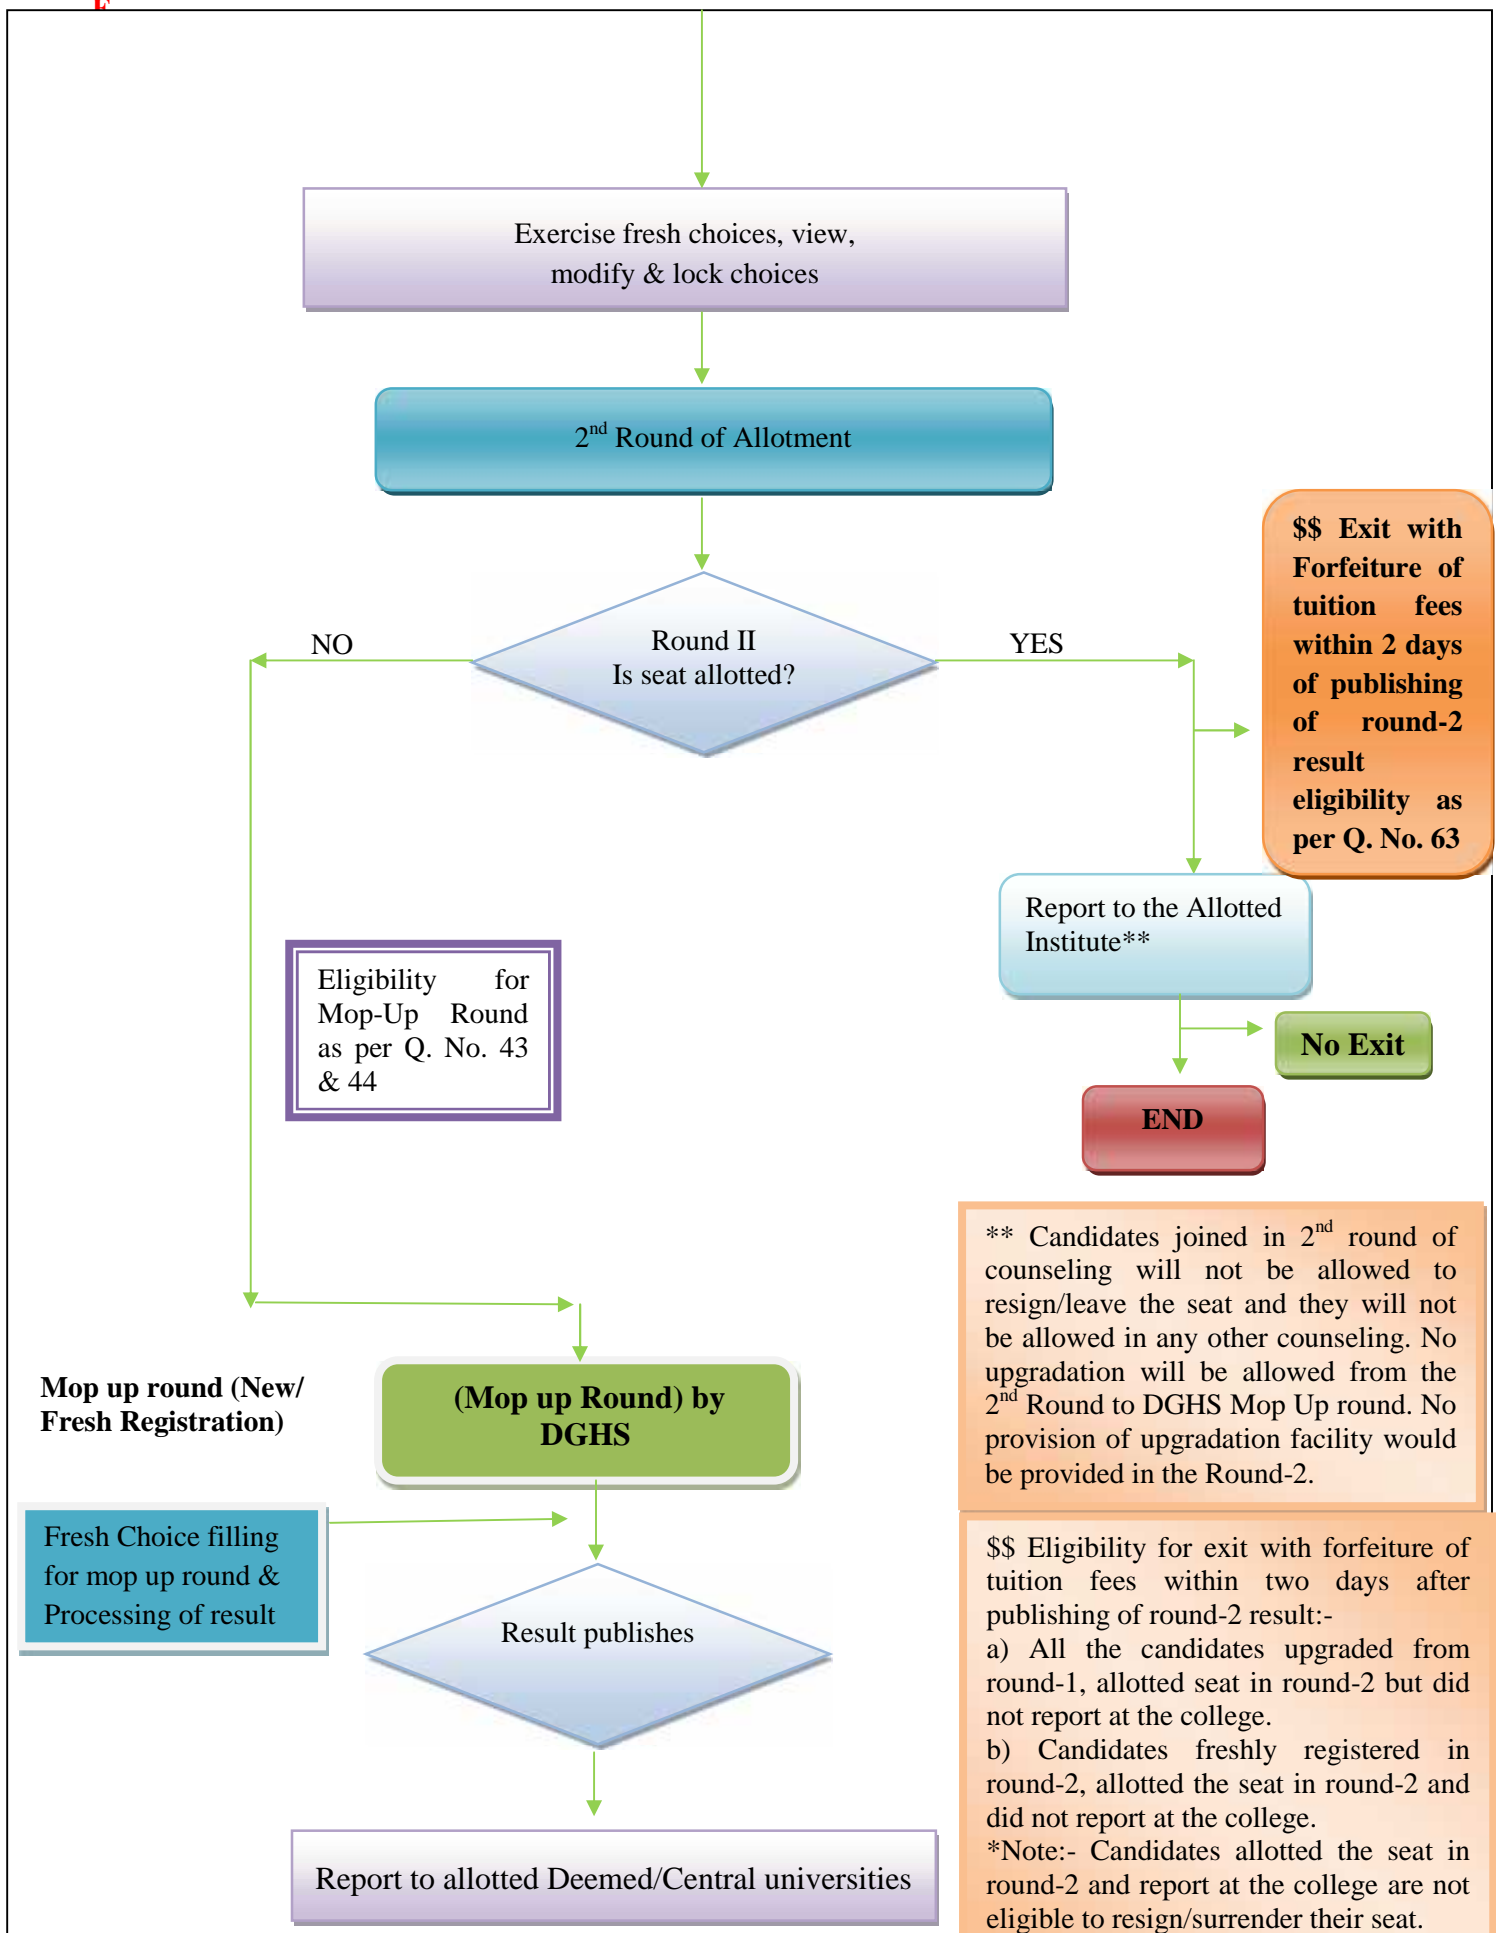 Exercise fresh choices, view,
modify & lock choices
2nd Round of Allotment
Round II
Is seat allotted?
NO
YES
$$ Exit with
Forfeiture of
tuition fees
within 2 days
of publishing
of round-2
result
eligibility as
per Q. No. 63
Report to the Allotted
Institute**
No Exit
END
Eligibility for
Mop-Up Round
as per Q. No. 43
& 44
** Candidates joined in 2nd round of
counseling will not be allowed to
resign/leave the seat and they will not
be allowed in any other counseling. No
upgradation will be allowed from the
2nd Round to DGHS Mop Up round. No
provision of upgradation facility would
be provided in the Round-2.
Mop up round (New/
Fresh Registration)
(Mop up Round) by
DGHS
Fresh Choice filling
for mop up round &
Processing of result
Result publishes
Report to allotted Deemed/Central universities
$$ Eligibility for exit with forfeiture of
tuition fees within two days after
publishing of round-2 result:-
a) All the candidates upgraded from
round-1, allotted seat in round-2 but did
not report at the college.
b) Candidates freshly registered in
round-2, allotted the seat in round-2 and
did not report at the college.
*Note:- Candidates allotted the seat in
round-2 and report at the college are not
eligible to resign/surrender their seat.